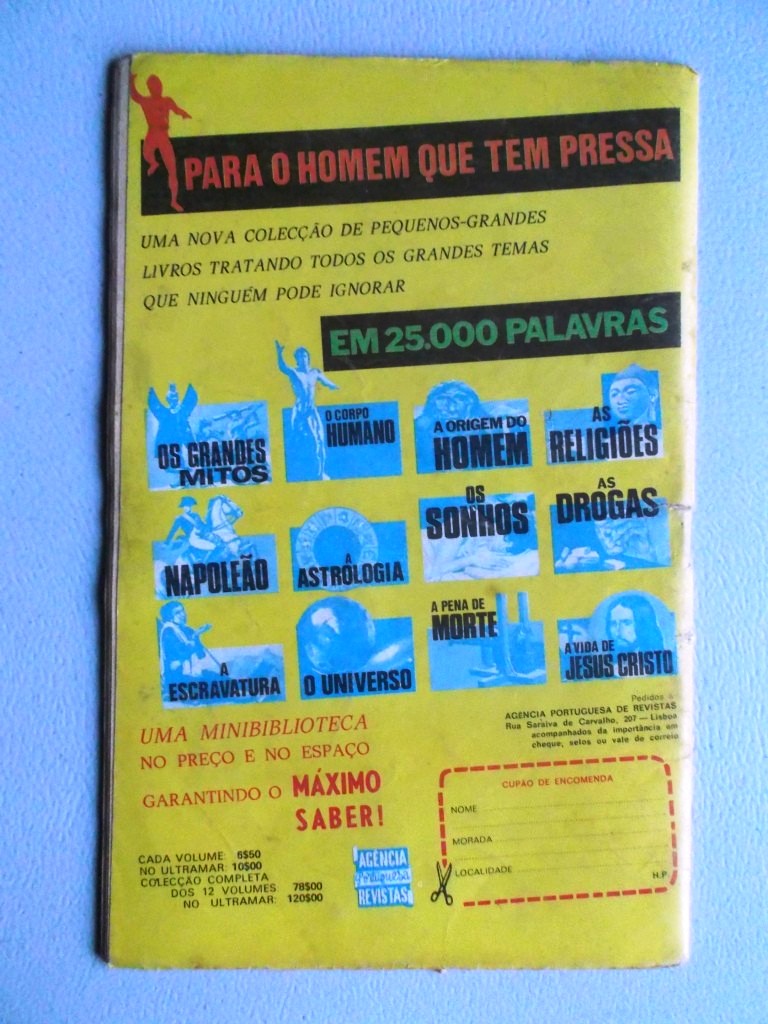 PARA O HOMEM QUE TEM PRESSA
UMA NOVA COLECÇÃO DE PEQUENOS-GRANDES
LIVROS TRATANDO TODOS OS GRANDES TEMAS
QUE NINGUÉM PODE IGNORAR
EM 25.000 PALAVRAS
OS GRANDES
MITOS
O CORPO
HUMANO
A ORIGEM DO
HOMEM
AS
RELIGIÕES
NAPOLEÃO
A
ASTROLOGIA
OS
SONHOS
AS
DROGAS
A
ESCRAVATURA
O UNIVERSO
A PENA DE
MORTE
A VIDA DE
JESUS CRISTO
UMA MINIBIBLIOTECA
NO PREÇO E NO ESPAÇO
GARANTINDO O MÁXIMO
SABER!
Pedidos à
AGÊNCIA PORTUGUESA DE REVISTAS
Rua Saraiva de Carvalho, 207 — Lisboa
acompanhados da importância em
cheque, selos ou vale de correio
CUPÃO DE ENCOMENDA
NOME
MORADA
LOCALIDADE
N.P.
CADA VOLUME: 6$50
NO ULTRAMAR: 10$00
COLECÇÃO COMPLETA
DOS 12 VOLUMES 78$00
NO ULTRAMAR: 120$00
AGÊNCIA
Portuguesa
REVISTAS